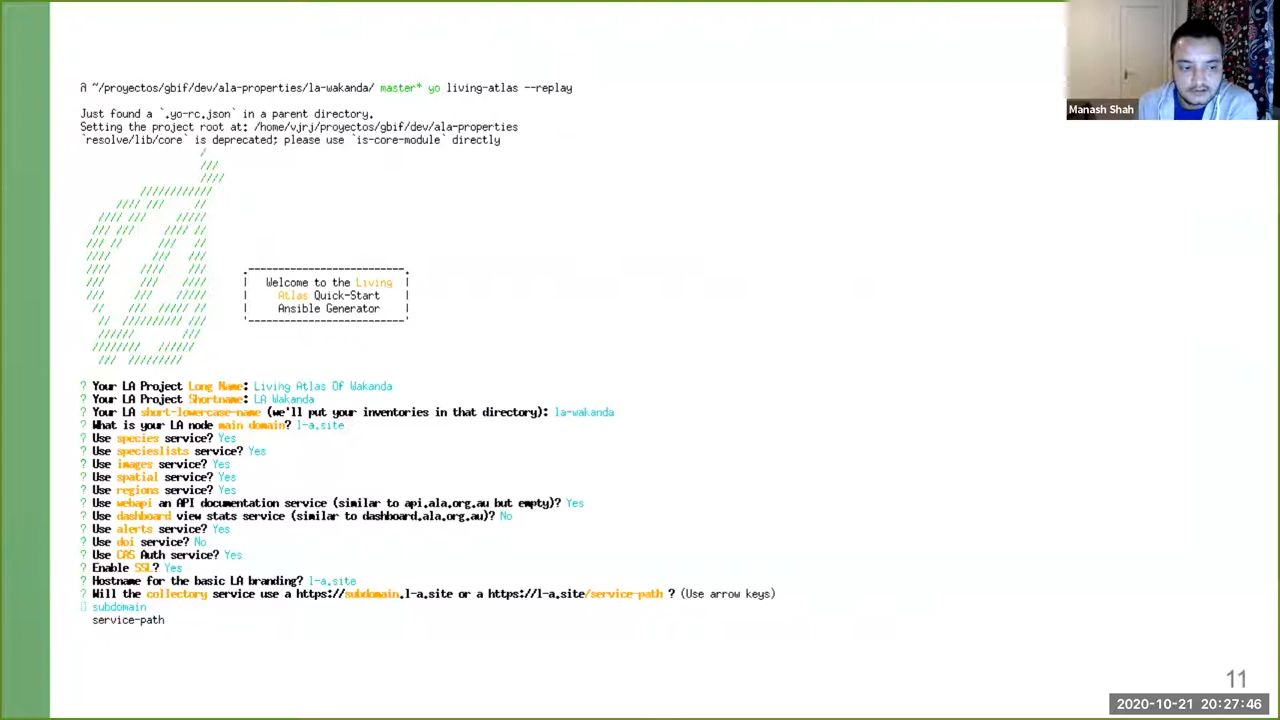 ~/proyectos/gbif/dev/ala-properties/la-wakanda/ master* yo living-atlas --replay
Just found a `.yo-rc.json` in a parent directory.
Setting the project root at: /home/vjrj/proyectos/gbif/dev/ala-properties
`resolve/lib/core` is deprecated; please use `is-core-module` directly
Welcome to the Living
Atlas Quick-Start
Ansible Generator
? Your LA Project Long Name: Living Atlas Of Wakanda
? Your LA Project Shortname: LA Wakanda
? Your LA short-lowercase-name (we'll put your inventories in that directory): la-wakanda
? What is your LA node main domain? l-a.site
? Use species service? Yes
? Use specieslists service? Yes
? Use images service? Yes
? Use spatial service? Yes
? Use regions service? Yes
? Use webapi an API documentation service (similar to api.ala.org.au but empty)? Yes
? Use dashboard view stats service (similar to dashboard.ala.org.au)? No
? Use alerts service? Yes
? Use doi service? No
? Use CAS Auth service? Yes
? Enable SSL? Yes
? Hostname for the basic LA branding? l-a.site
? Will the collectory service use a https://subdomain.l-a.site or a https://l-a.site/service-path ? (Use arrow keys)
subdomain
service-path
Manash Shah
11
2020-10-21 20:27:46